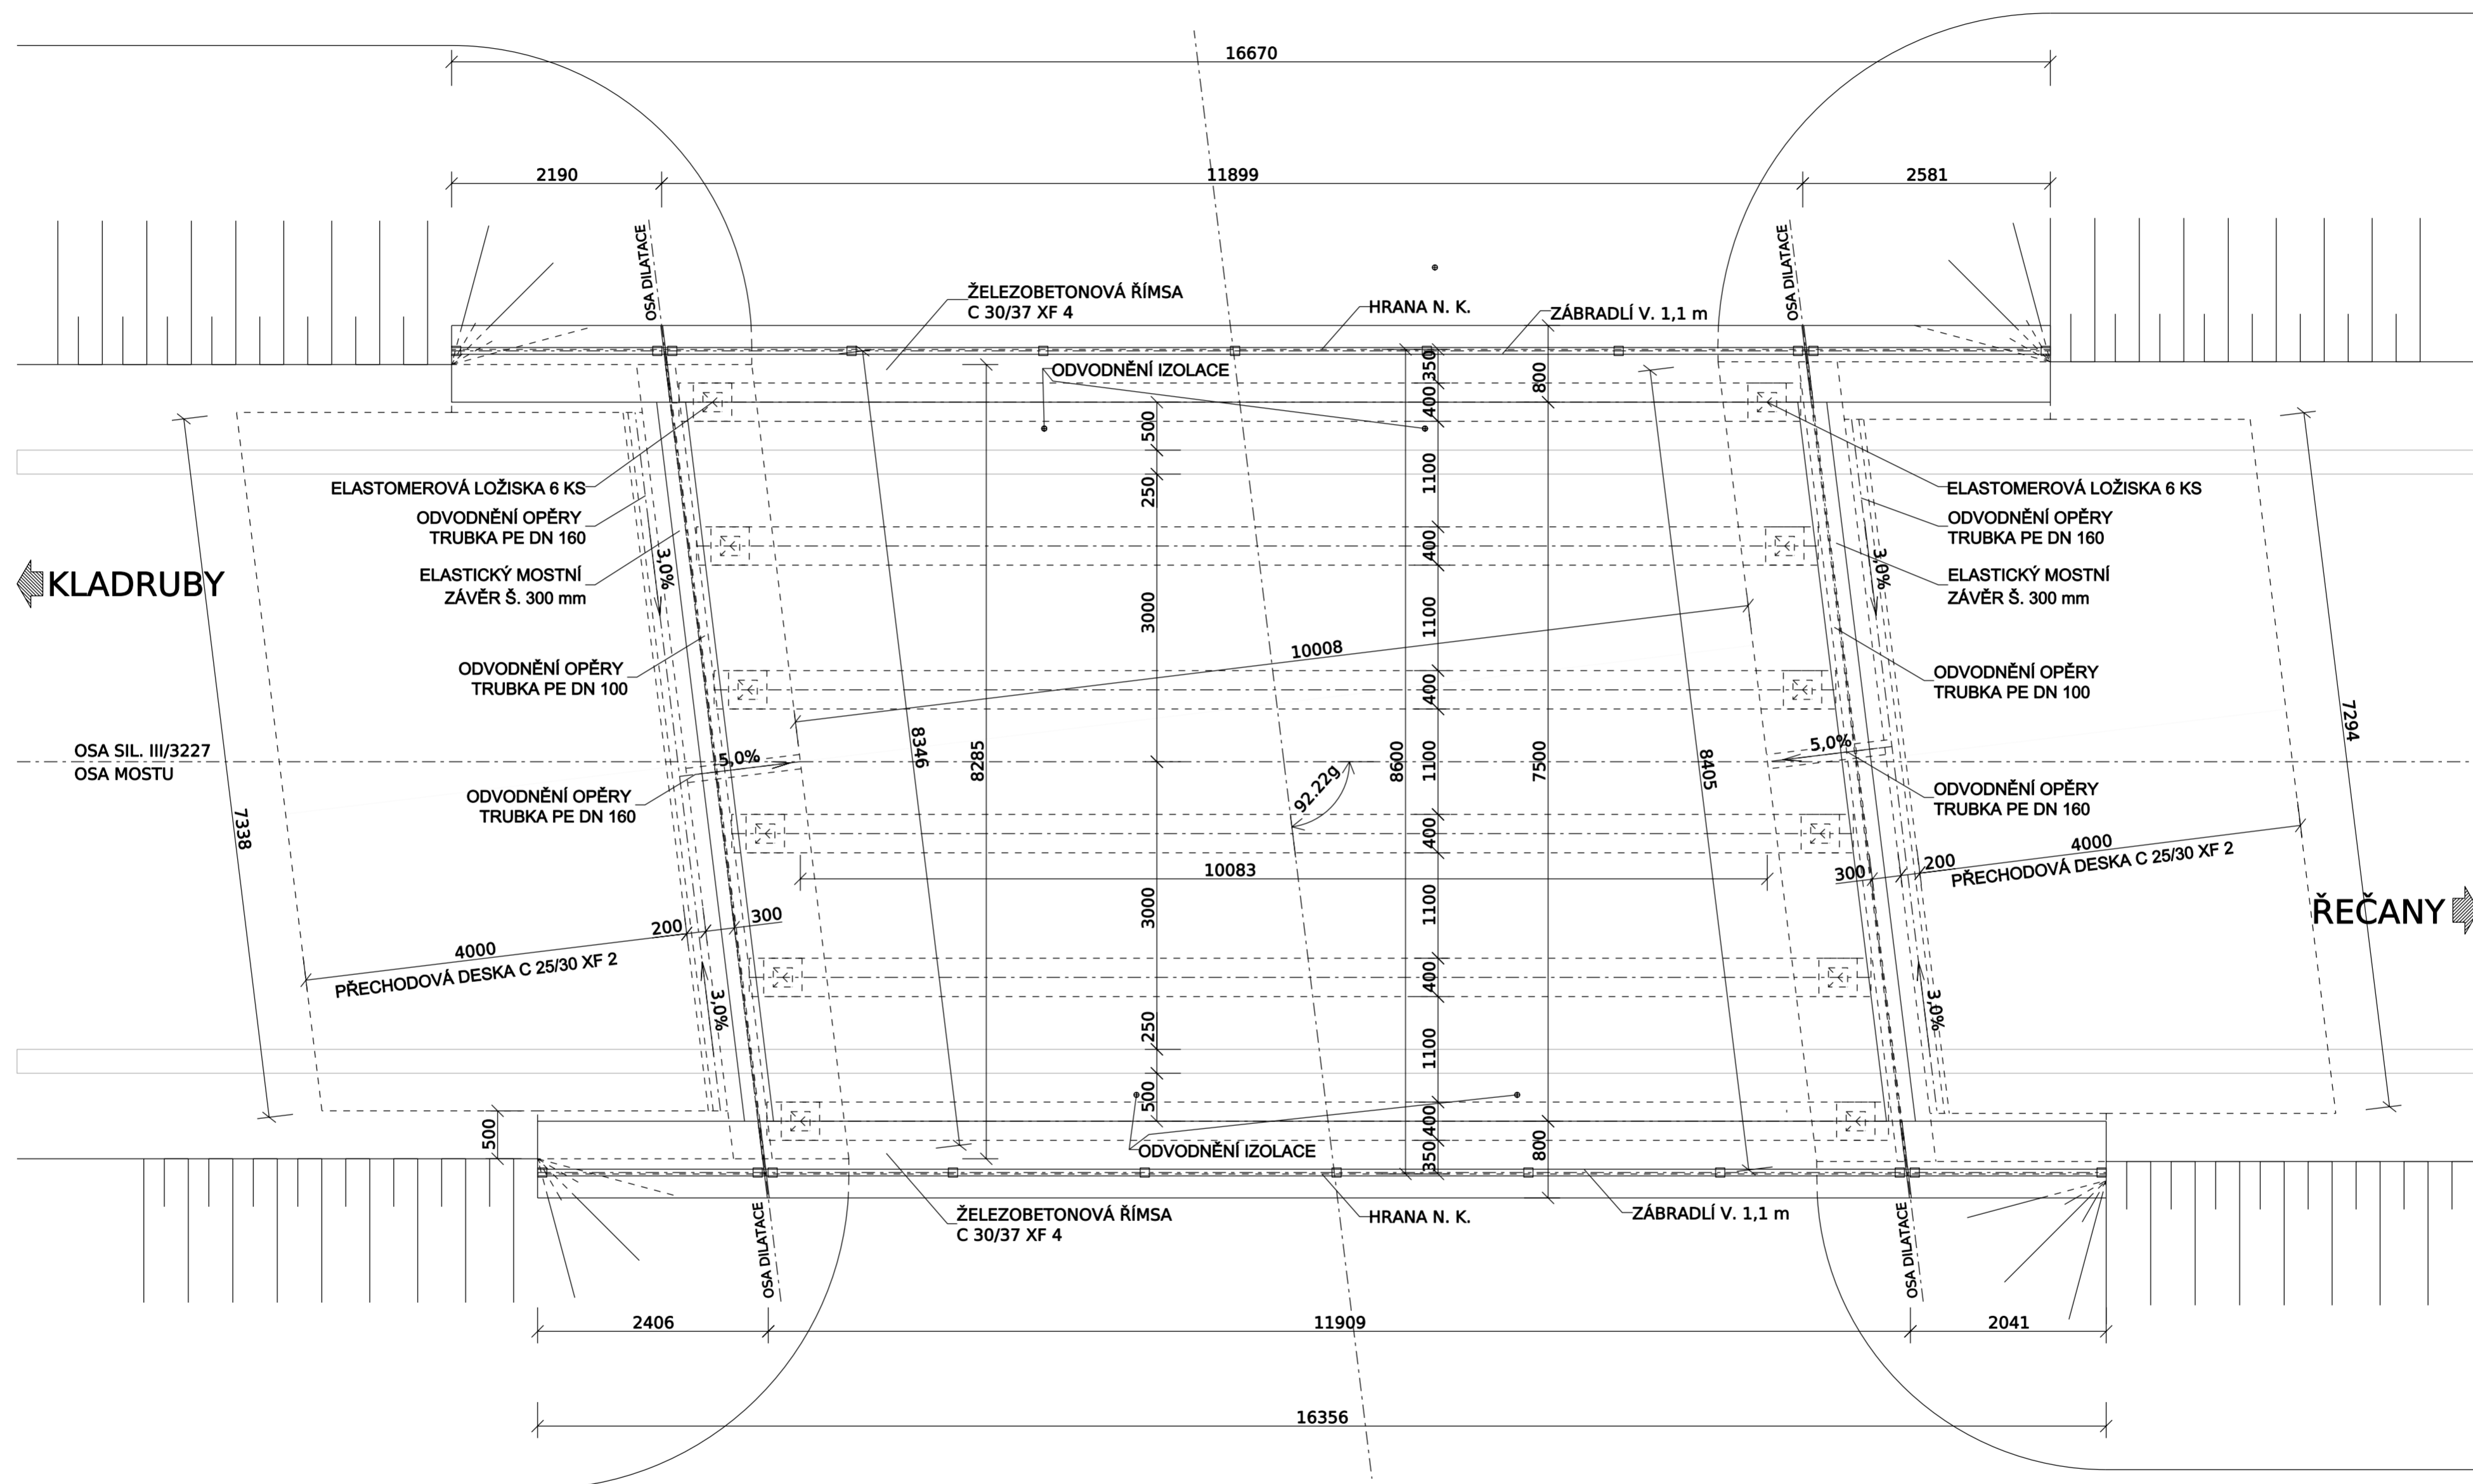 16670
2190
11899
2581
OSA DILATACE
OSA DILATACE
ŽELEZOBETONOVÁ ŘÍMSA
C 30/37 XF 4
HRANA N. K.
ZÁBRADLÍ V. 1,1 m
ODVODNĚNÍ IZOLACE
350
800
400
500
1100
250
ELASTOMEROVÁ LOŽISKA 6 KS
ELASTOMEROVÁ LOŽISKA 6 KS
ODVODNĚNÍ OPĚRY
TRUBKA PE DN 160
ODVODNĚNÍ OPĚRY
TRUBKA PE DN 160
400
3,0%
3,0%
KLADRUBY
ELASTICKÝ MOSTNÍ
ZÁVĚR Š. 300 mm
ELASTICKÝ MOSTNÍ
ZÁVĚR Š. 300 mm
3000
1100
10008
ODVODNĚNÍ OPĚRY
TRUBKA PE DN 100
ODVODNĚNÍ OPĚRY
TRUBKA PE DN 100
400
7294
OSA SIL. III/3227
OSA MOSTU
5,0%
8346
8285
8600
1100
7500
8405
5,0%
92.22g
ODVODNĚNÍ OPĚRY
TRUBKA PE DN 160
ODVODNĚNÍ OPĚRY
TRUBKA PE DN 160
7338
400
10083
4000
200
300
PŘECHODOVÁ DESKA C 25/30 XF 2
3000
1100
300
200
4000
PŘECHODOVÁ DESKA C 25/30 XF 2
ŘEČANY
400
3,0%
3,0%
250
1100
500
500
400
350
800
ODVODNĚNÍ IZOLACE
ŽELEZOBETONOVÁ ŘÍMSA
C 30/37 XF 4
HRANA N. K.
ZÁBRADLÍ V. 1,1 m
OSA DILATACE
OSA DILATACE
2406
11909
2041
16356